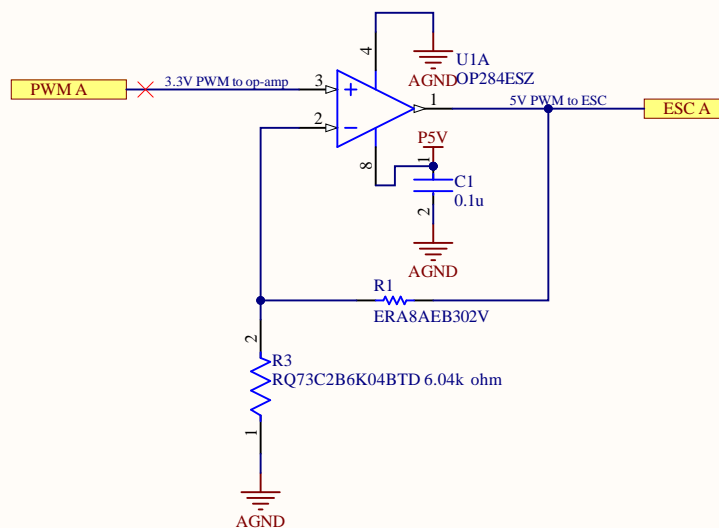 4
U1A
AGND
OP284ESZ
PWM A
3.3V PWM to op-amp
3
+
1
5V PWM to ESC
ESC A
2
−
P5V
8
1
C1
0.1u
2
AGND
R1
ERA8AEB302V
2
R3
RQ73C2B6K04BTD 6.04k ohm
1
AGND